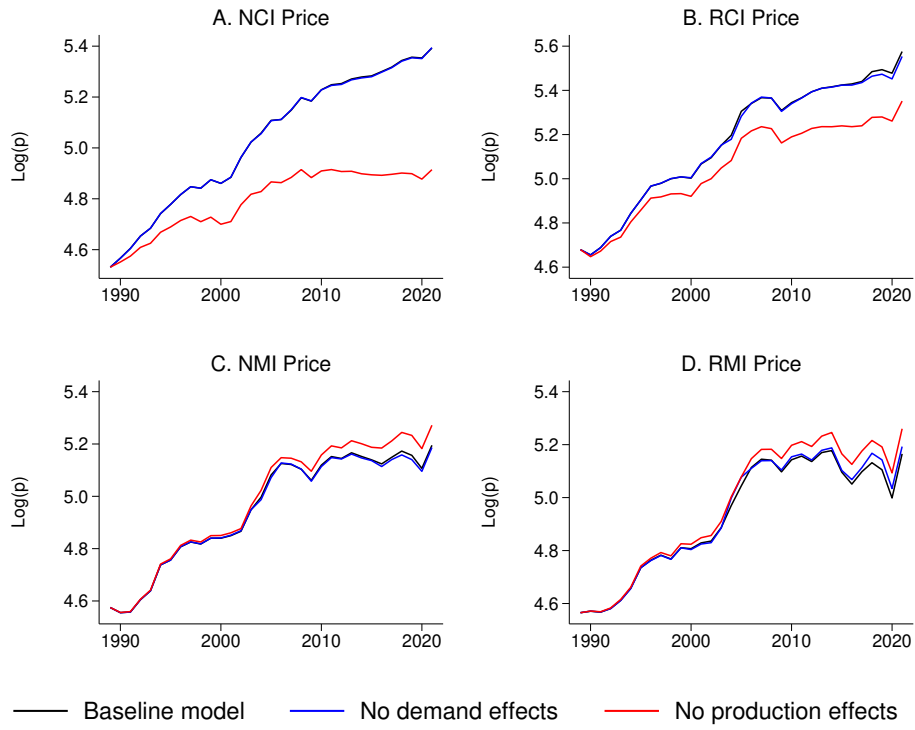 A. NCI Price
B. RCI Price
Log(p)
5.4
5.2
5.0
4.8
4.6
1990 2000 2010 2020
Log(p)
5.6
5.4
5.2
5.0
4.8
4.6
1990 2000 2010 2020
C. NMI Price
D. RMI Price
Log(p)
5.4
5.2
5.0
4.8
4.6
1990 2000 2010 2020
Log(p)
5.4
5.2
5.0
4.8
4.6
1990 2000 2010 2020
Baseline model No demand effects No production effects